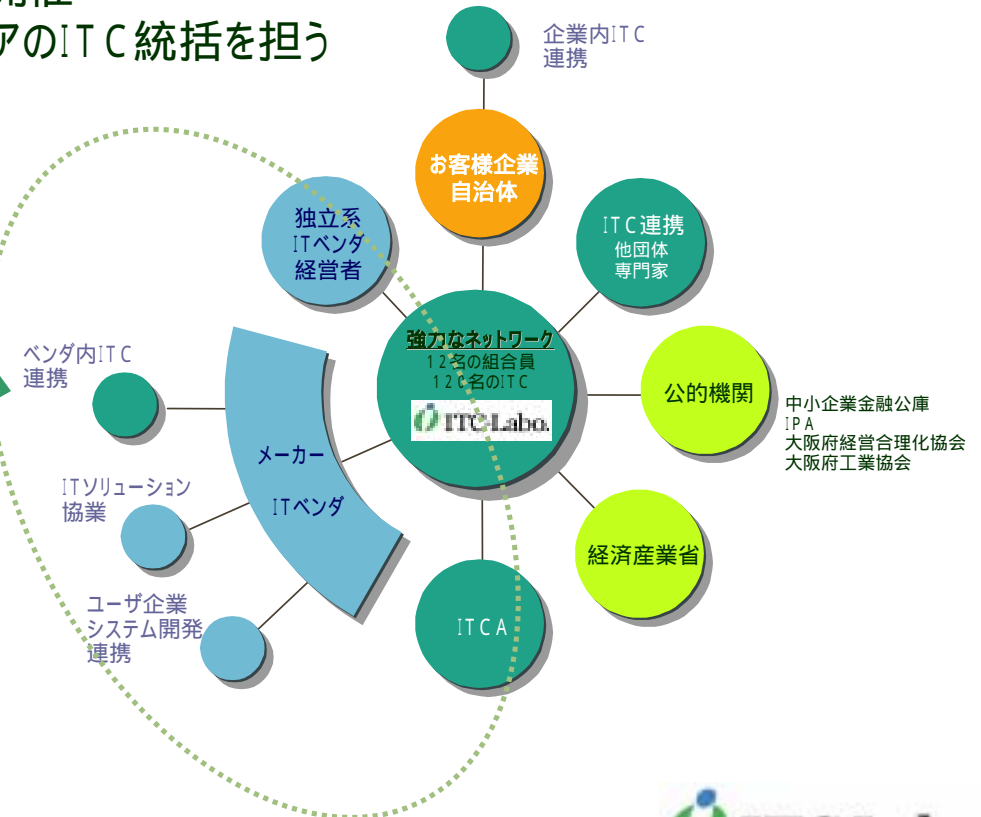 アのITC統括を担う
企業内ITC
連携
お客様企業
自治体
独立系
ITベンダ
経営者
ITC連携
他団体
専門家
強力なネットワーク
12名の組合員
120名のITC
ITC-Labo.
公的機関
中小企業金融公庫
IPA
大阪府経営合理化協会
大阪府工業協会
ベンダ内ITC
連携
メーカー
ITベンダ
ITソリューション
協業
経済産業省
ユーザ企業
システム開発
連携
ITCA